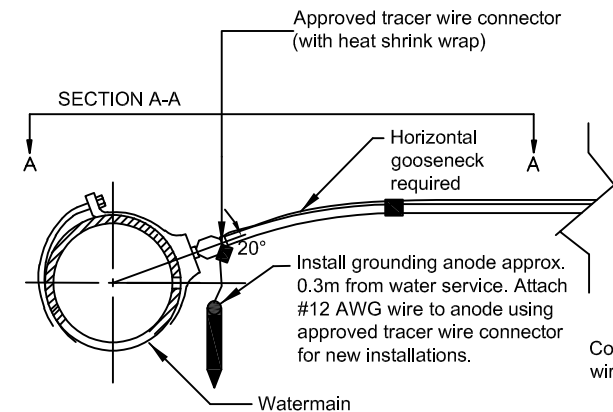 Approved tracer wire connector
(with heat shrink wrap)
SECTION A-A
A
A
Horizontal
gooseneck
required
20°
Install grounding anode approx.
0.3m from water service. Attach
#12 AWG wire to anode using
approved tracer wire connector
for new installations.
Watermain